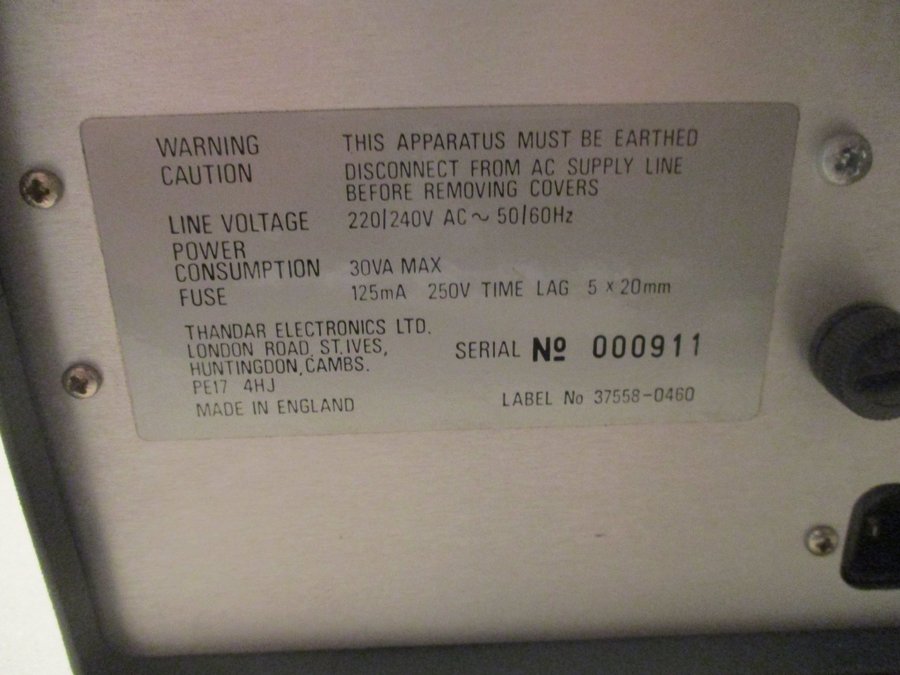 WARNING THIS APPARATUS MUST BE EARTHED
CAUTION DISCONNECT FROM AC SUPPLY LINE
BEFORE REMOVING COVERS
LINE VOLTAGE 220/240V AC ~ 50/60Hz
POWER
CONSUMPTION 30VA MAX
FUSE 125mA 250V TIME LAG 5 x 20mm
THANDAR ELECTRONICS LTD.
LONDON ROAD, ST.IVES,
HUNTINGDON, CAMBS.
PE17 4HJ
MADE IN ENGLAND
SERIAL Nº 000911
LABEL No 37558-0460